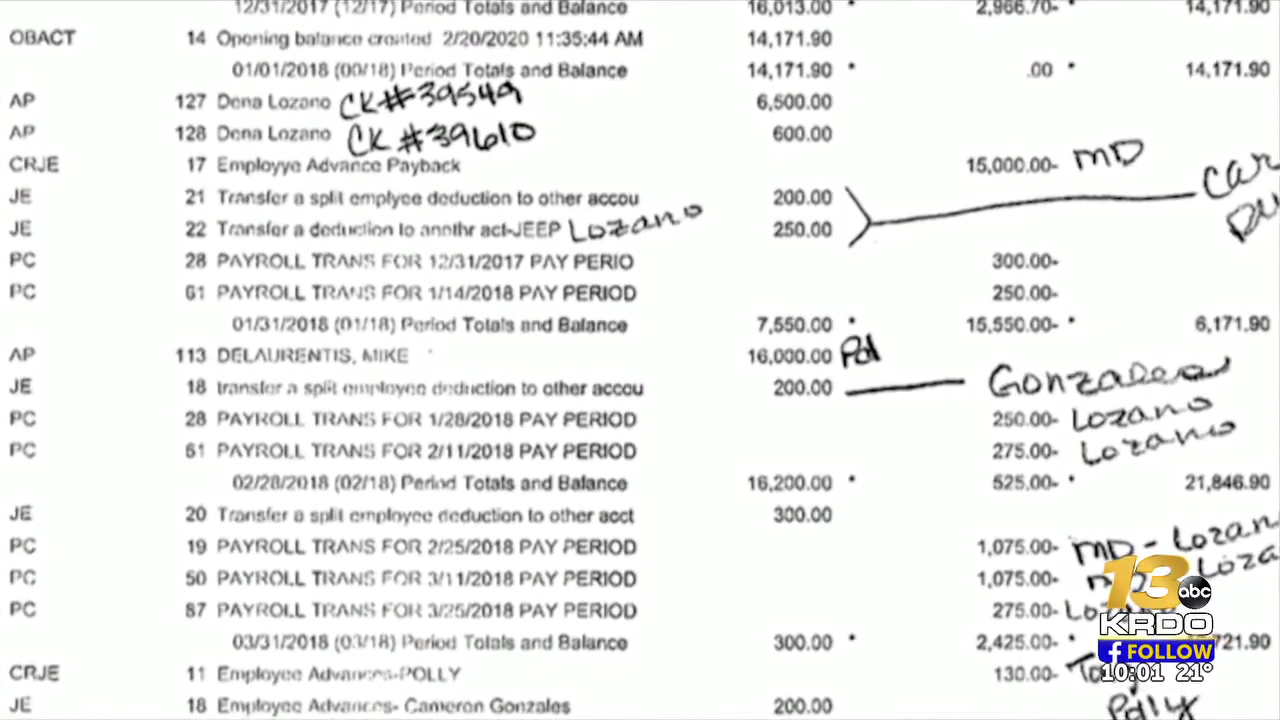 12/31/2017 (12/17) Period Totals and Balance 16,013.00 * 2,966.70- * 14,171.90
OBACT 14 Opening balance created 2/20/2020 11:35:44 AM 14,171.90
01/01/2018 (00/18) Period Totals and Balance 14,171.90 * .00 * 14,171.90
AP 127 Dena Lozano CK#39549 6,500.00
AP 128 Dena Lozano CK #39610 600.00
CRJE 17 Employye Advance Payback 15,000.00- MD
JE 21 Transfer a split emplyee deduction to other accou 200.00 Car
JE 22 Transfer a deduction to anothr act-JEEP Lozano 250.00
PC 28 PAYROLL TRANS FOR 12/31/2017 PAY PERIO 300.00-
PC 61 PAYROLL TRANS FOR 1/14/2018 PAY PERIOD 250.00-
01/31/2018 (01/18) Period Totals and Balance 7,550.00 * 15,550.00- * 6,171.90
AP 113 DELAURENTIS, MIKE 16,000.00 Pd
JE 18 transfer a split employee deduction to other accou 200.00 Gonzales
PC 28 PAYROLL TRANS FOR 1/28/2018 PAY PERIOD 250.00- Lozano
PC 61 PAYROLL TRANS FOR 2/11/2018 PAY PERIOD 275.00- Lozano
02/28/2018 (02/18) Period Totals and Balance 16,200.00 * 525.00- * 21,846.90
JE 20 Transfer a split employee deduction to other acct 300.00
PC 19 PAYROLL TRANS FOR 2/25/2018 PAY PERIOD 1,075.00- MD - Lozan
PC 50 PAYROLL TRANS FOR 3/11/2018 PAY PERIOD 1,075.00- Loza
PC 87 PAYROLL TRANS FOR 3/25/2018 PAY PERIOD 275.00-
03/31/2018 (03/18) Period Totals and Balance 300.00 * 2,425.00- * 721.90
CRJE 11 Employee Advances-POLLY 130.00-
JE 18 Employee Advances- Cameron Gonzales 200.00 Polly
13 abc
KRDO
f FOLLOW
10:01 21°